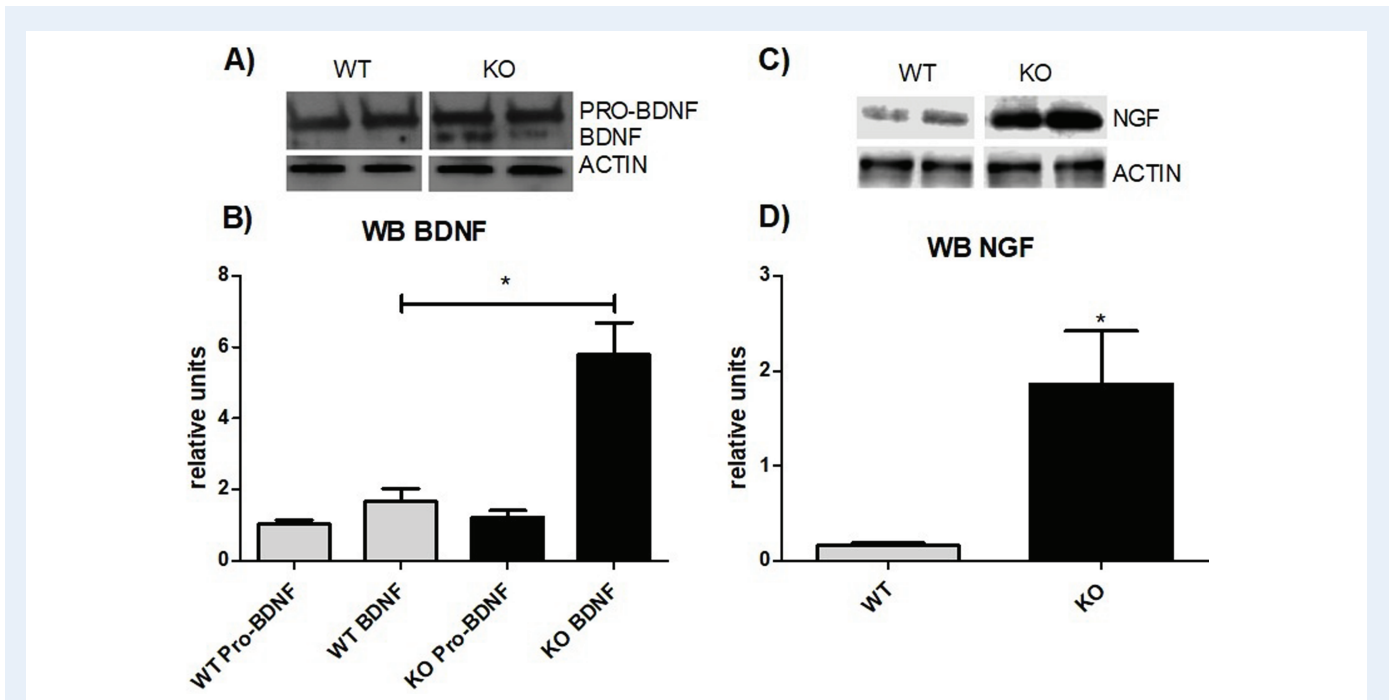 A)
WT KO
PRO-BDNF
BDNF
ACTIN
B)
WB BDNF
relative units
8
6
4
2
0
*
WT Pro-BDNF
WT BDNF
KO Pro-BDNF
KO BDNF
C)
WT KO
NGF
ACTIN
D)
WB NGF
relative units
3
2
1
0
*
WT
KO